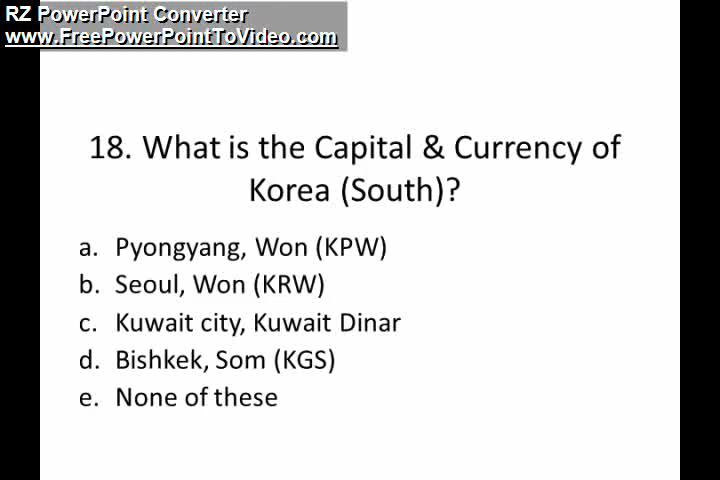 RZ PowerPoint Converter
www.FreePowerPointToVideo.com
18. What is the Capital & Currency of
Korea (South)?
a. Pyongyang, Won (KPW)
b. Seoul, Won (KRW)
c. Kuwait city, Kuwait Dinar
d. Bishkek, Som (KGS)
e. None of these